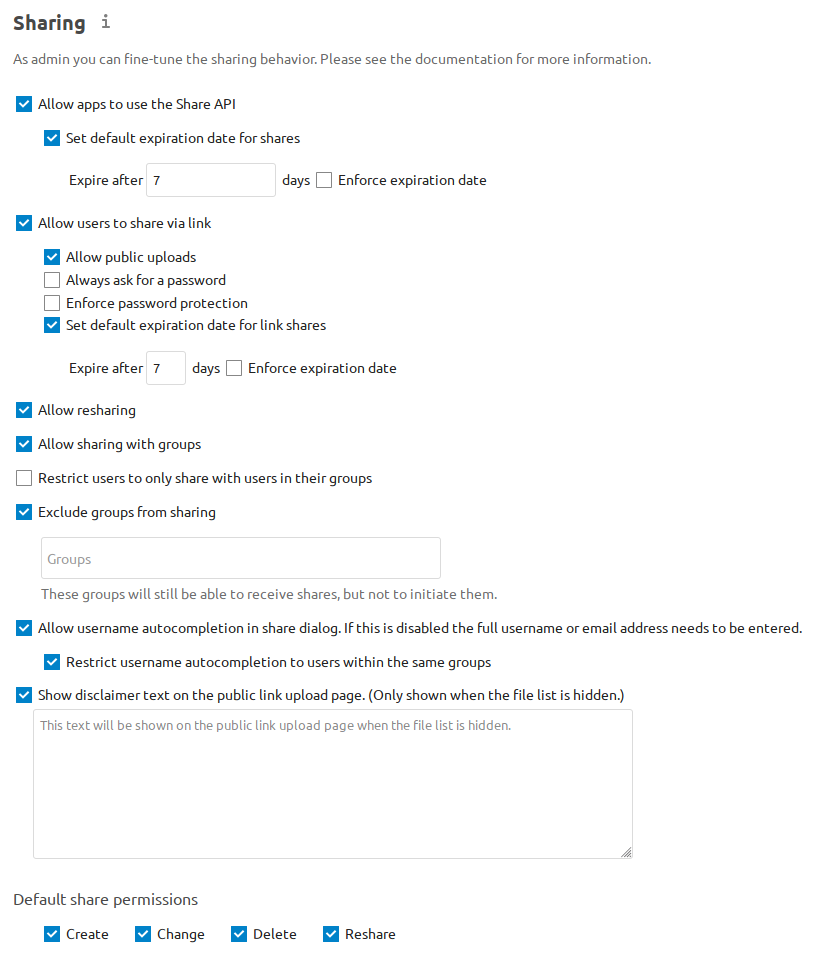 Sharing i
As admin you can fine-tune the sharing behavior. Please see the documentation for more information.
Allow apps to use the Share API
Set default expiration date for shares
Expire after 7 days Enforce expiration date
Allow users to share via link
Allow public uploads
Always ask for a password
Enforce password protection
Set default expiration date for link shares
Expire after 7 days Enforce expiration date
Allow resharing
Allow sharing with groups
Restrict users to only share with users in their groups
Exclude groups from sharing
Groups
These groups will still be able to receive shares, but not to initiate them.
Allow username autocompletion in share dialog. If this is disabled the full username or email address needs to be entered.
Restrict username autocompletion to users within the same groups
Show disclaimer text on the public link upload page. (Only shown when the file list is hidden.)
This text will be shown on the public link upload page when the file list is hidden.
Default share permissions
Create Change Delete Reshare